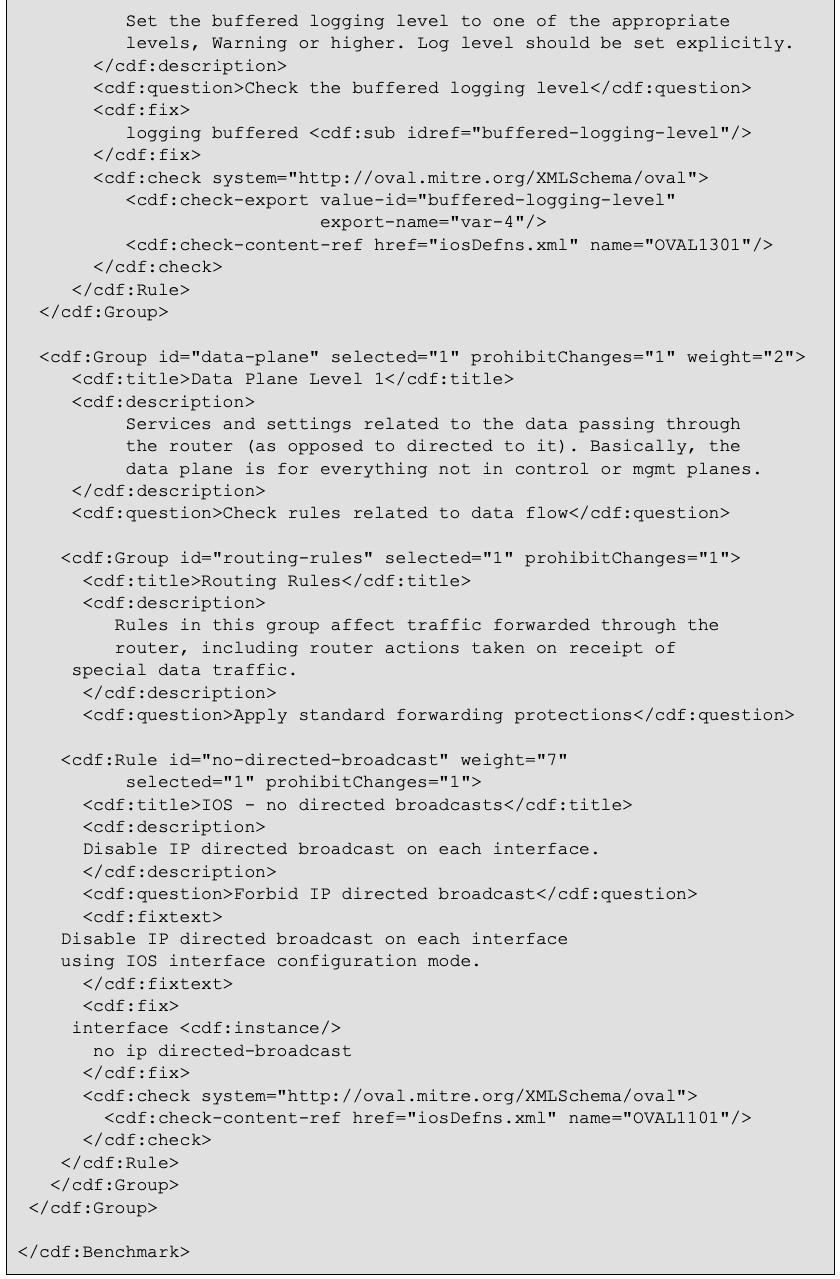 Set the buffered logging level to one of the appropriate
levels, Warning or higher. Log level should be set explicitly.
</cdf:description>
<cdf:question>Check the buffered logging level</cdf:question>
<cdf:fix>
logging buffered <cdf:sub idref="buffered-logging-level"/>
</cdf:fix>
<cdf:check system="http://oval.mitre.org/XMLSchema/oval">
<cdf:check-export value-id="buffered-logging-level"
export-name="var-4"/>
<cdf:check-content-ref href="iosDefns.xml" name="OVAL1301"/>
</cdf:check>
</cdf:Rule>
</cdf:Group>
<cdf:Group id="data-plane" selected="1" prohibitChanges="1" weight="2">
<cdf:title>Data Plane Level 1</cdf:title>
<cdf:description>
Services and settings related to the data passing through
the router (as opposed to directed to it). Basically, the
data plane is for everything not in control or mgmt planes.
</cdf:description>
<cdf:question>Check rules related to data flow</cdf:question>
<cdf:Group id="routing-rules" selected="1" prohibitChanges="1">
<cdf:title>Routing Rules</cdf:title>
<cdf:description>
Rules in this group affect traffic forwarded through the
router, including router actions taken on receipt of
special data traffic.
</cdf:description>
<cdf:question>Apply standard forwarding protections</cdf:question>
<cdf:Rule id="no-directed-broadcast" weight="7"
selected="1" prohibitChanges="1">
<cdf:title>IOS - no directed broadcasts</cdf:title>
<cdf:description>
Disable IP directed broadcast on each interface.
</cdf:description>
<cdf:question>Forbid IP directed broadcast</cdf:question>
<cdf:fixtext>
Disable IP directed broadcast on each interface
using IOS interface configuration mode.
</cdf:fixtext>
<cdf:fix>
interface <cdf:instance/>
no ip directed-broadcast
</cdf:fix>
<cdf:check system="http://oval.mitre.org/XMLSchema/oval">
<cdf:check-content-ref href="iosDefns.xml" name="OVAL1101"/>
</cdf:check>
</cdf:Rule>
</cdf:Group>
</cdf:Group>
</cdf:Benchmark>